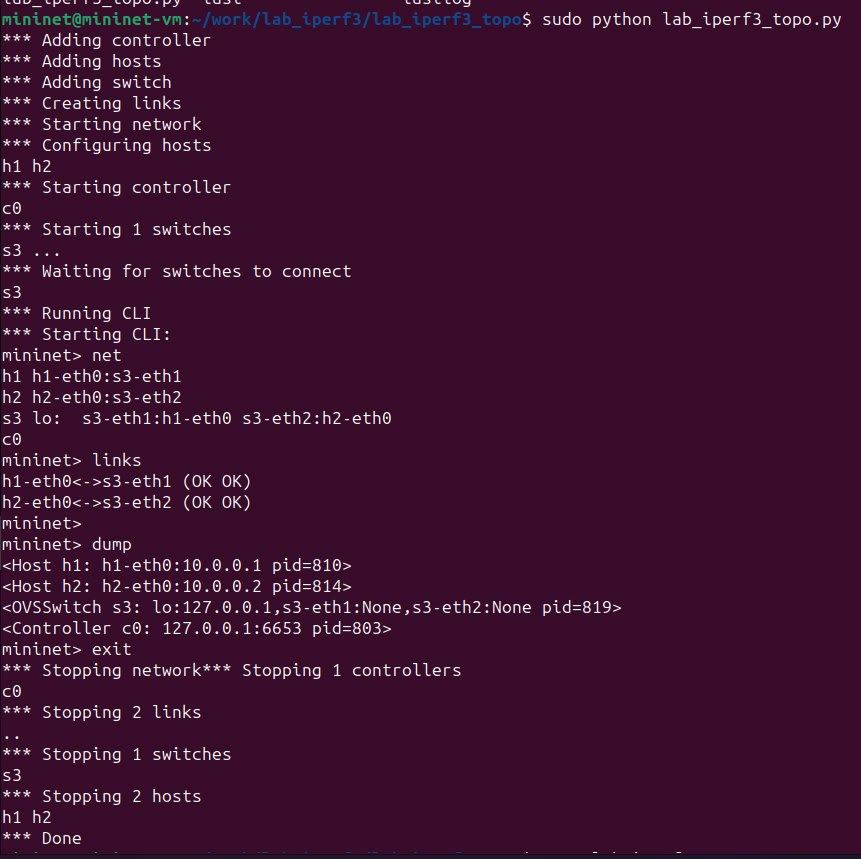 mininet@mininet-vm:~/work/lab_iperf3/lab_iperf3_topo$ sudo python lab_iperf3_topo.py
*** Adding controller
*** Adding hosts
*** Adding switch
*** Creating links
*** Starting network
*** Configuring hosts
h1 h2
*** Starting controller
c0
*** Starting 1 switches
s3 ...
*** Waiting for switches to connect
s3
*** Running CLI
*** Starting CLI:
mininet> net
h1 h1-eth0:s3-eth1
h2 h2-eth0:s3-eth2
s3 lo:  s3-eth1:h1-eth0 s3-eth2:h2-eth0
c0
mininet> links
h1-eth0<->s3-eth1 (OK OK)
h2-eth0<->s3-eth2 (OK OK)
mininet>
mininet> dump
<Host h1: h1-eth0:10.0.0.1 pid=810>
<Host h2: h2-eth0:10.0.0.2 pid=814>
<OVSSwitch s3: lo:127.0.0.1,s3-eth1:None,s3-eth2:None pid=819>
<Controller c0: 127.0.0.1:6653 pid=803>
mininet> exit
*** Stopping network*** Stopping 1 controllers
c0
*** Stopping 2 links
..
*** Stopping 1 switches
s3
*** Stopping 2 hosts
h1 h2
*** Done